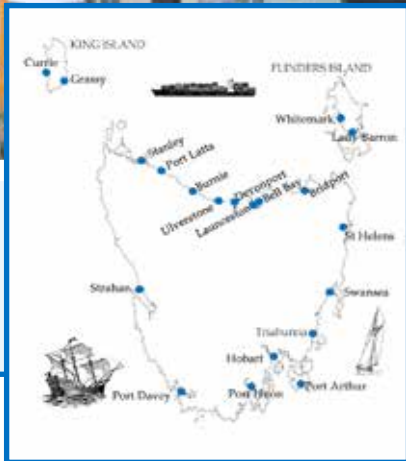 KING ISLAND
Currie
Grassy
FLINDERS ISLAND
Whitemark
Lady Barron
Stanley
Port Latta
Burnie
Ulverstone
Devonport
Launceston
Bell Bay
Bridport
St Helens
Strahan
Swansea
Triabunna
Hobart
Port Davey
Port Huon
Port Arthur